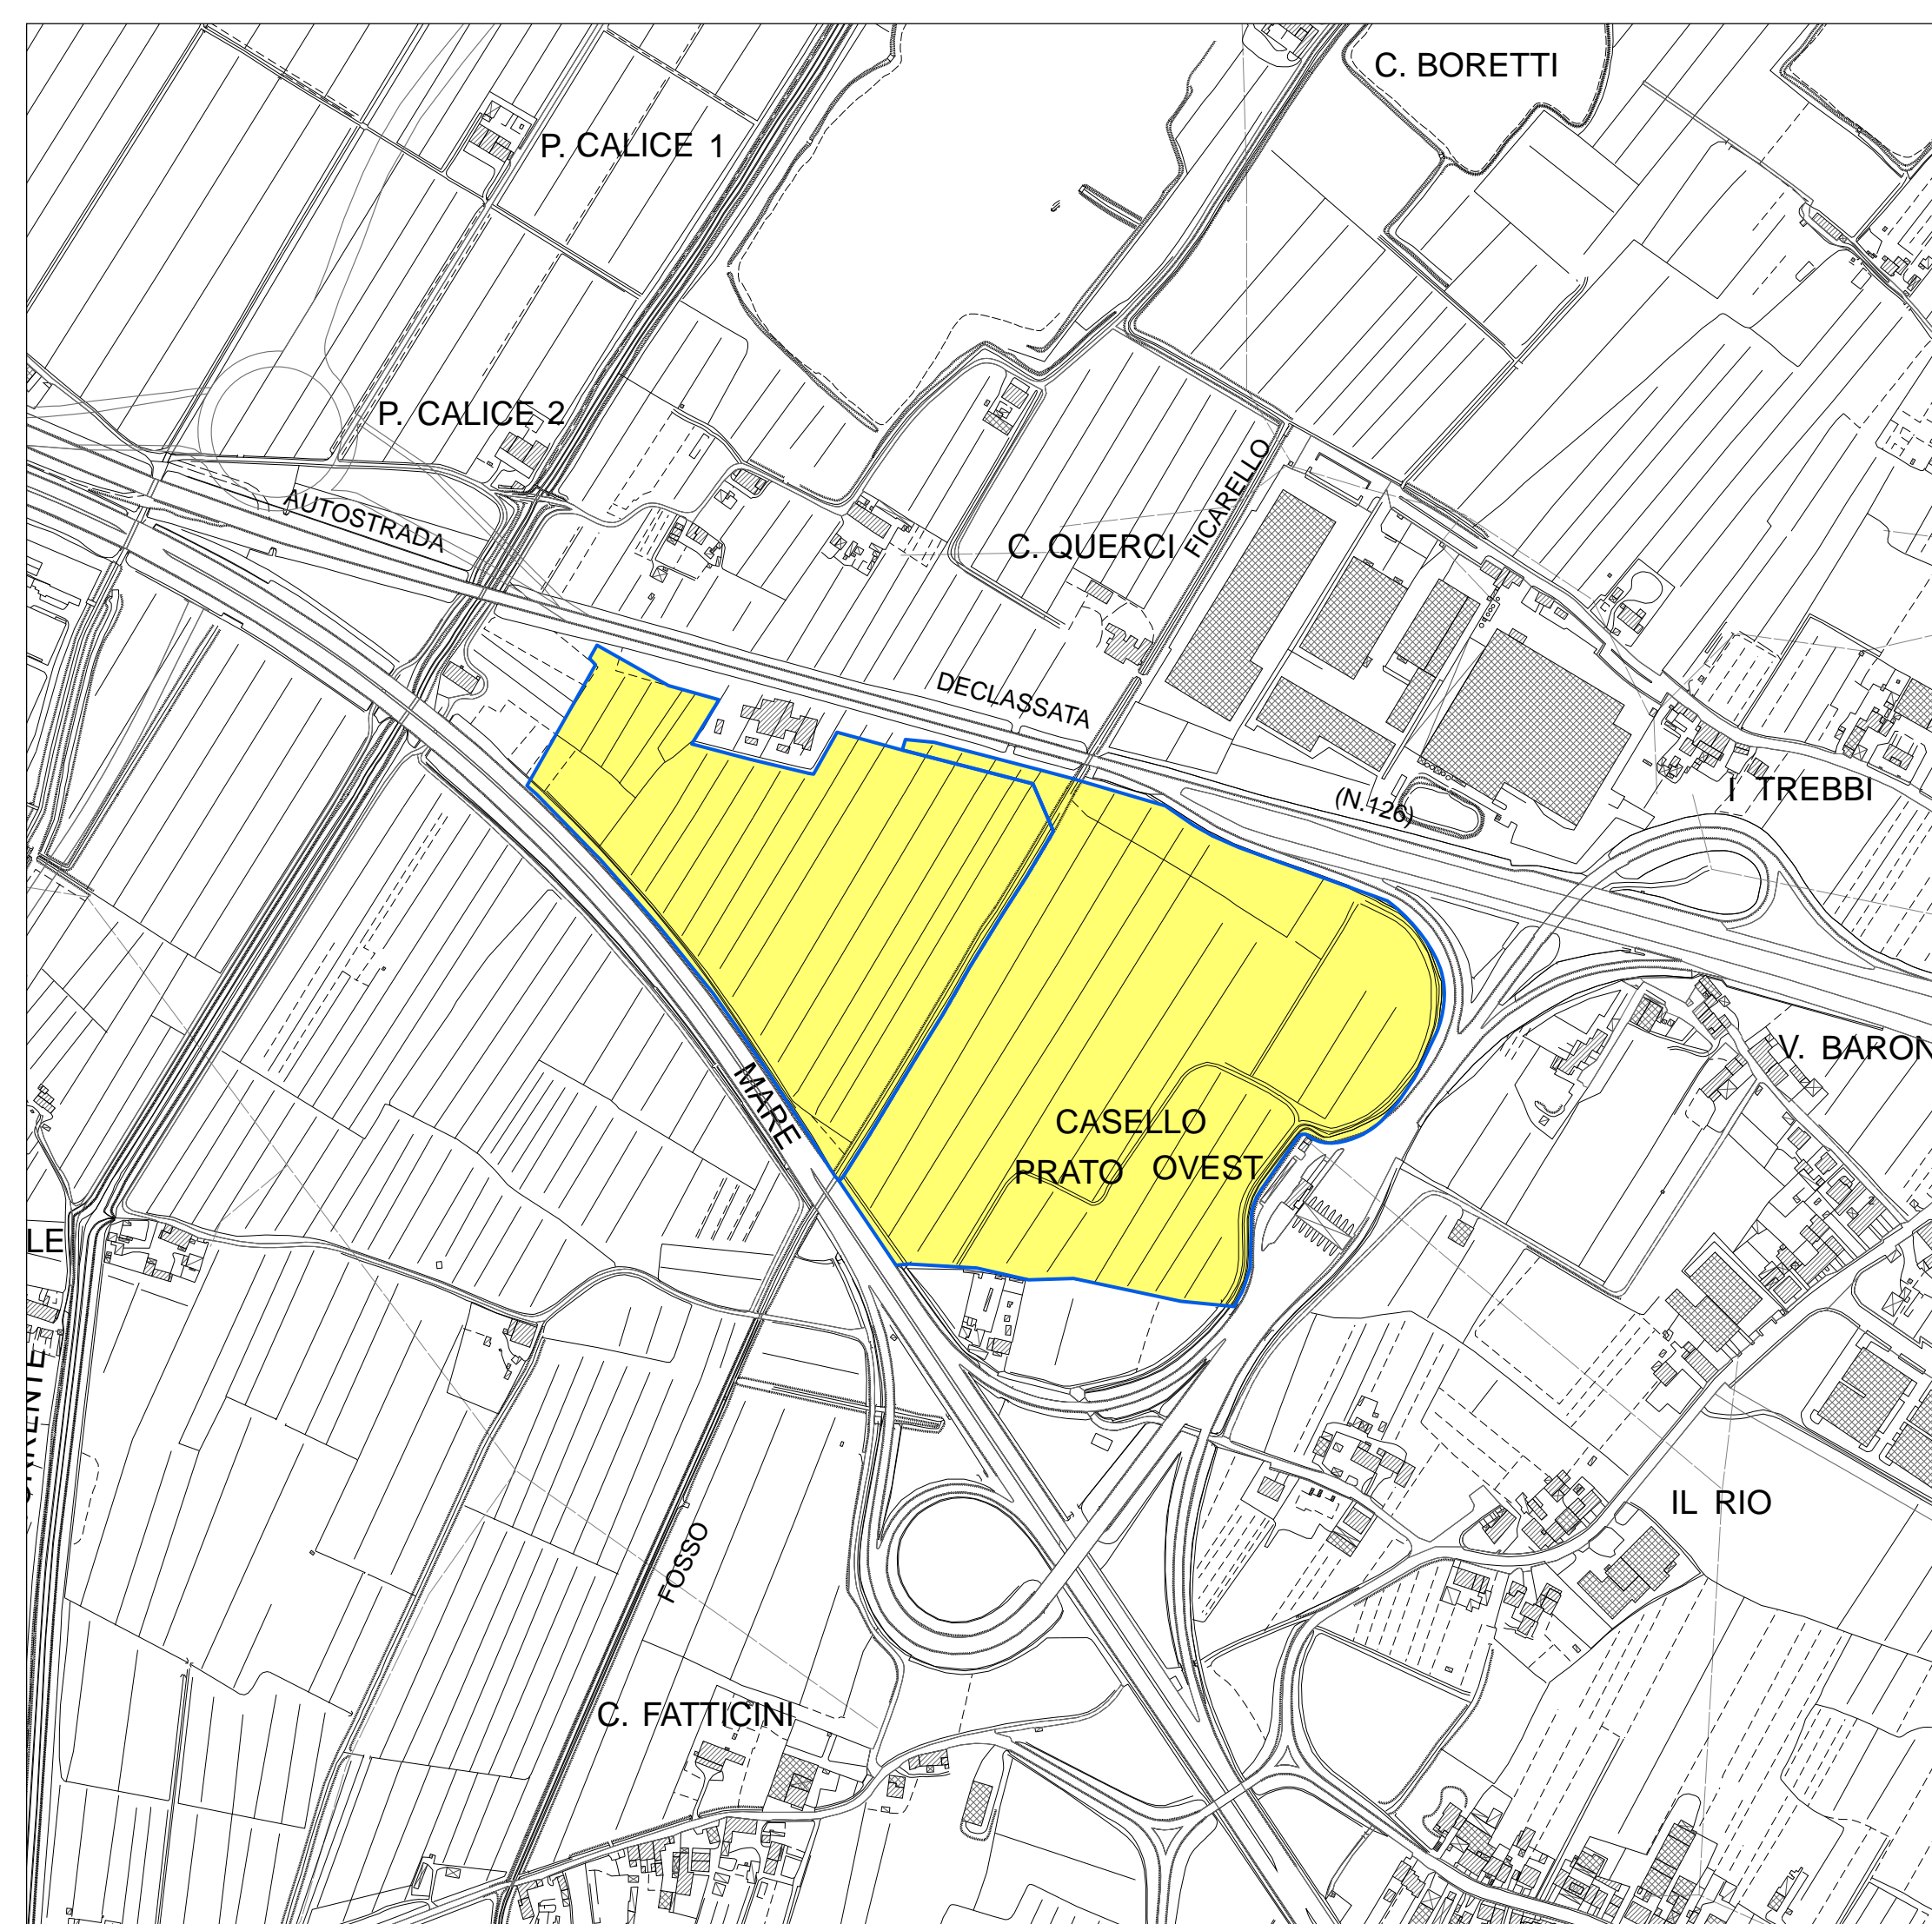 C. BORETTI
P. CALICE 1
P. CALICE 2
AUTOSTRADA
C. QUERCI
FICARELLO
DECLASSATA
(N.126)
I TREBBI
V. BARON
MARE
CASELLO
PRATO OVEST
LE
IL RIO
FOSSO
C. FATTICINI